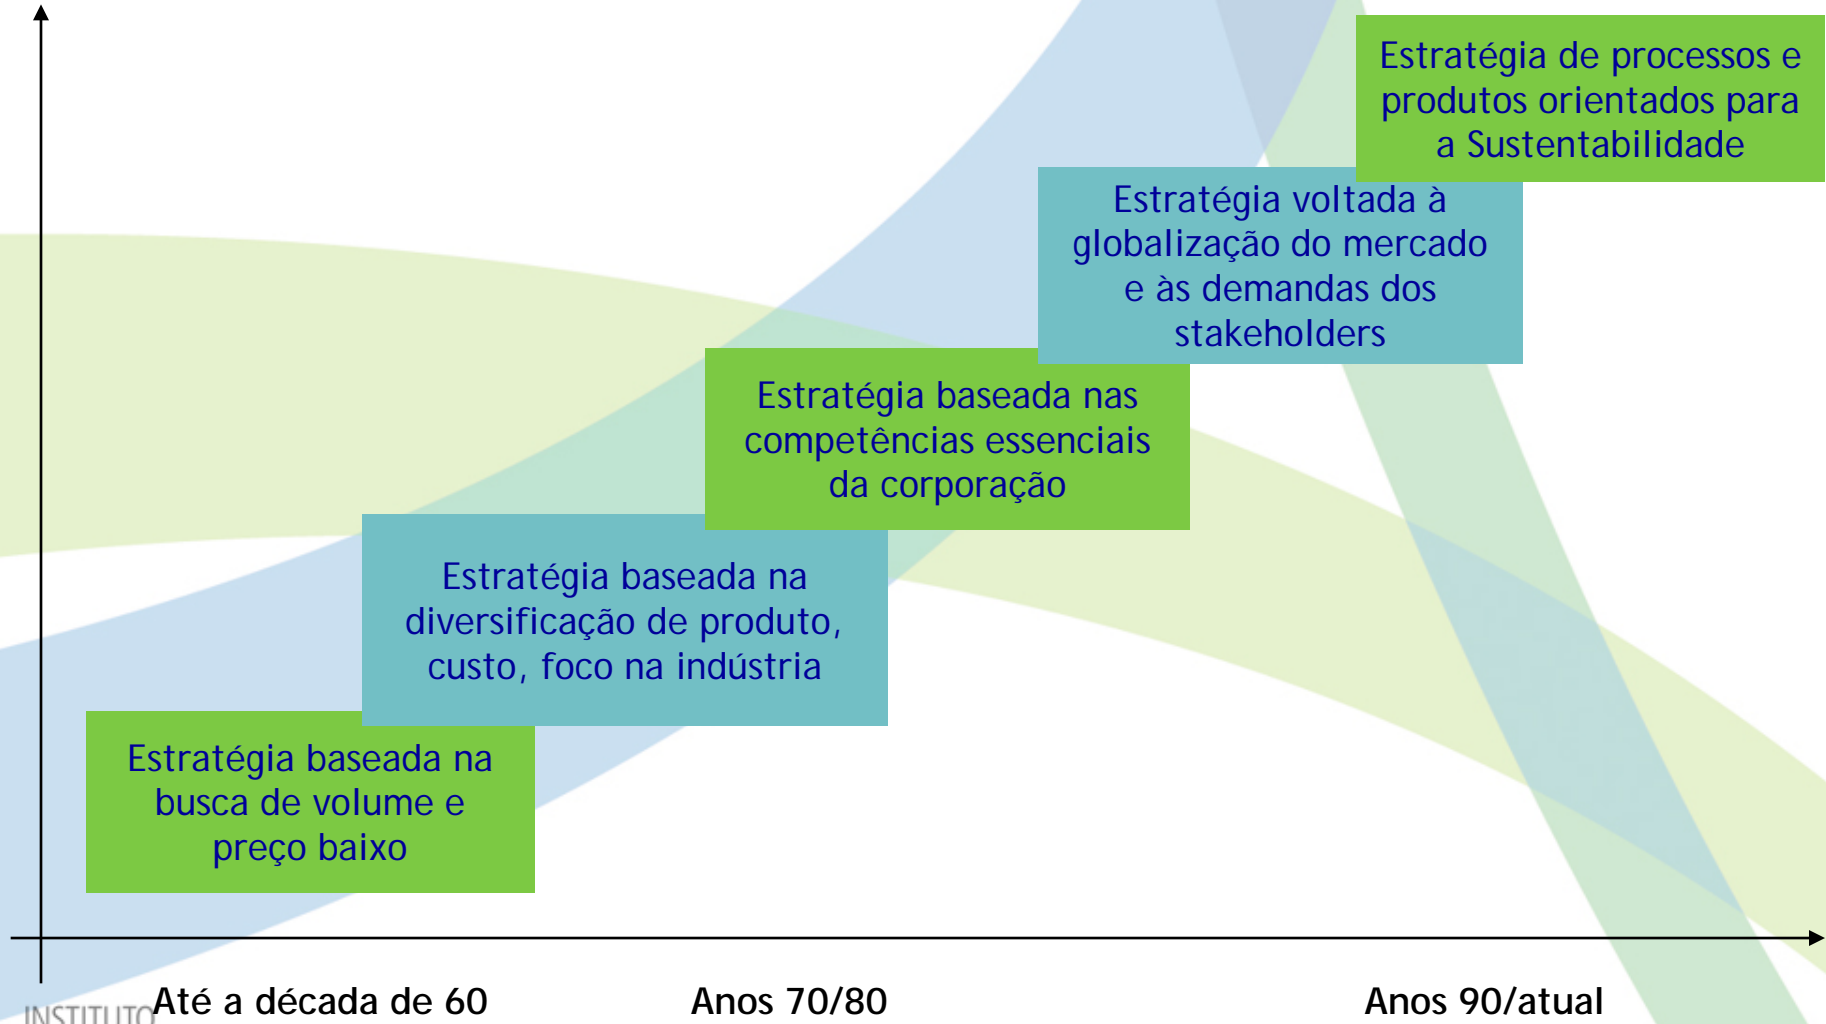 Estratégia de processos e
produtos orientados para
a Sustentabilidade
Estratégia voltada à
globalização do mercado
e às demandas dos
stakeholders
Estratégia baseada nas
competências essenciais
da corporação
Estratégia baseada na
diversificação de produto,
custo, foco na indústria
Estratégia baseada na
busca de volume e
preço baixo
Até a década de 60
Anos 70/80
Anos 90/atual
INSTITUTO